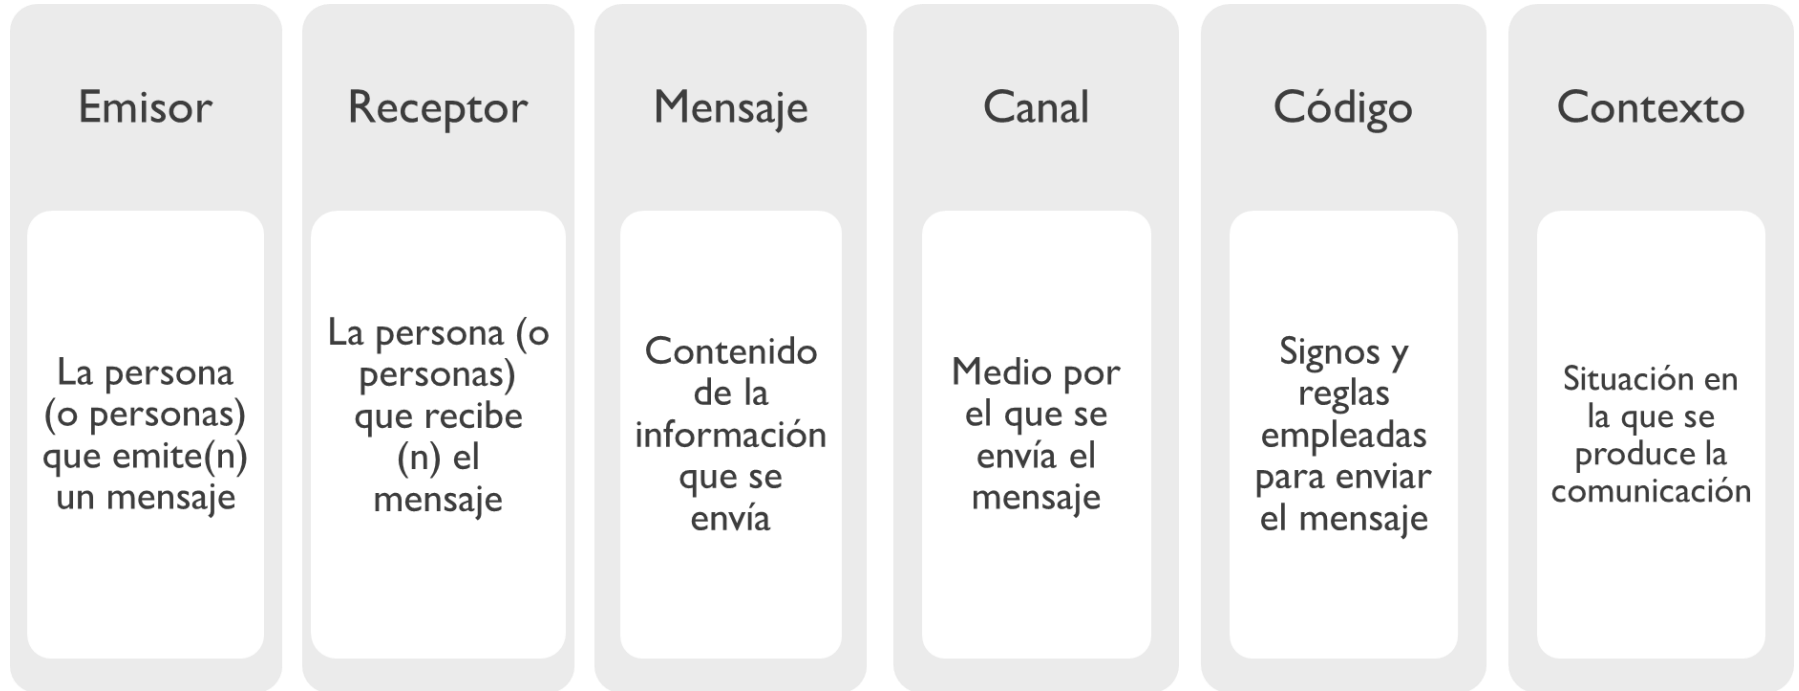 Emisor
La persona
(o personas)
que emite(n)
un mensaje
Receptor
La persona (o
personas)
que recibe
(n) el
mensaje
Mensaje
Contenido
de la
información
que se
envía
Canal
Medio por
el que se
envía el
mensaje
Código
Signos y
reglas
empleadas
para enviar
el mensaje
Contexto
Situación en
la que se
produce la
comunicación